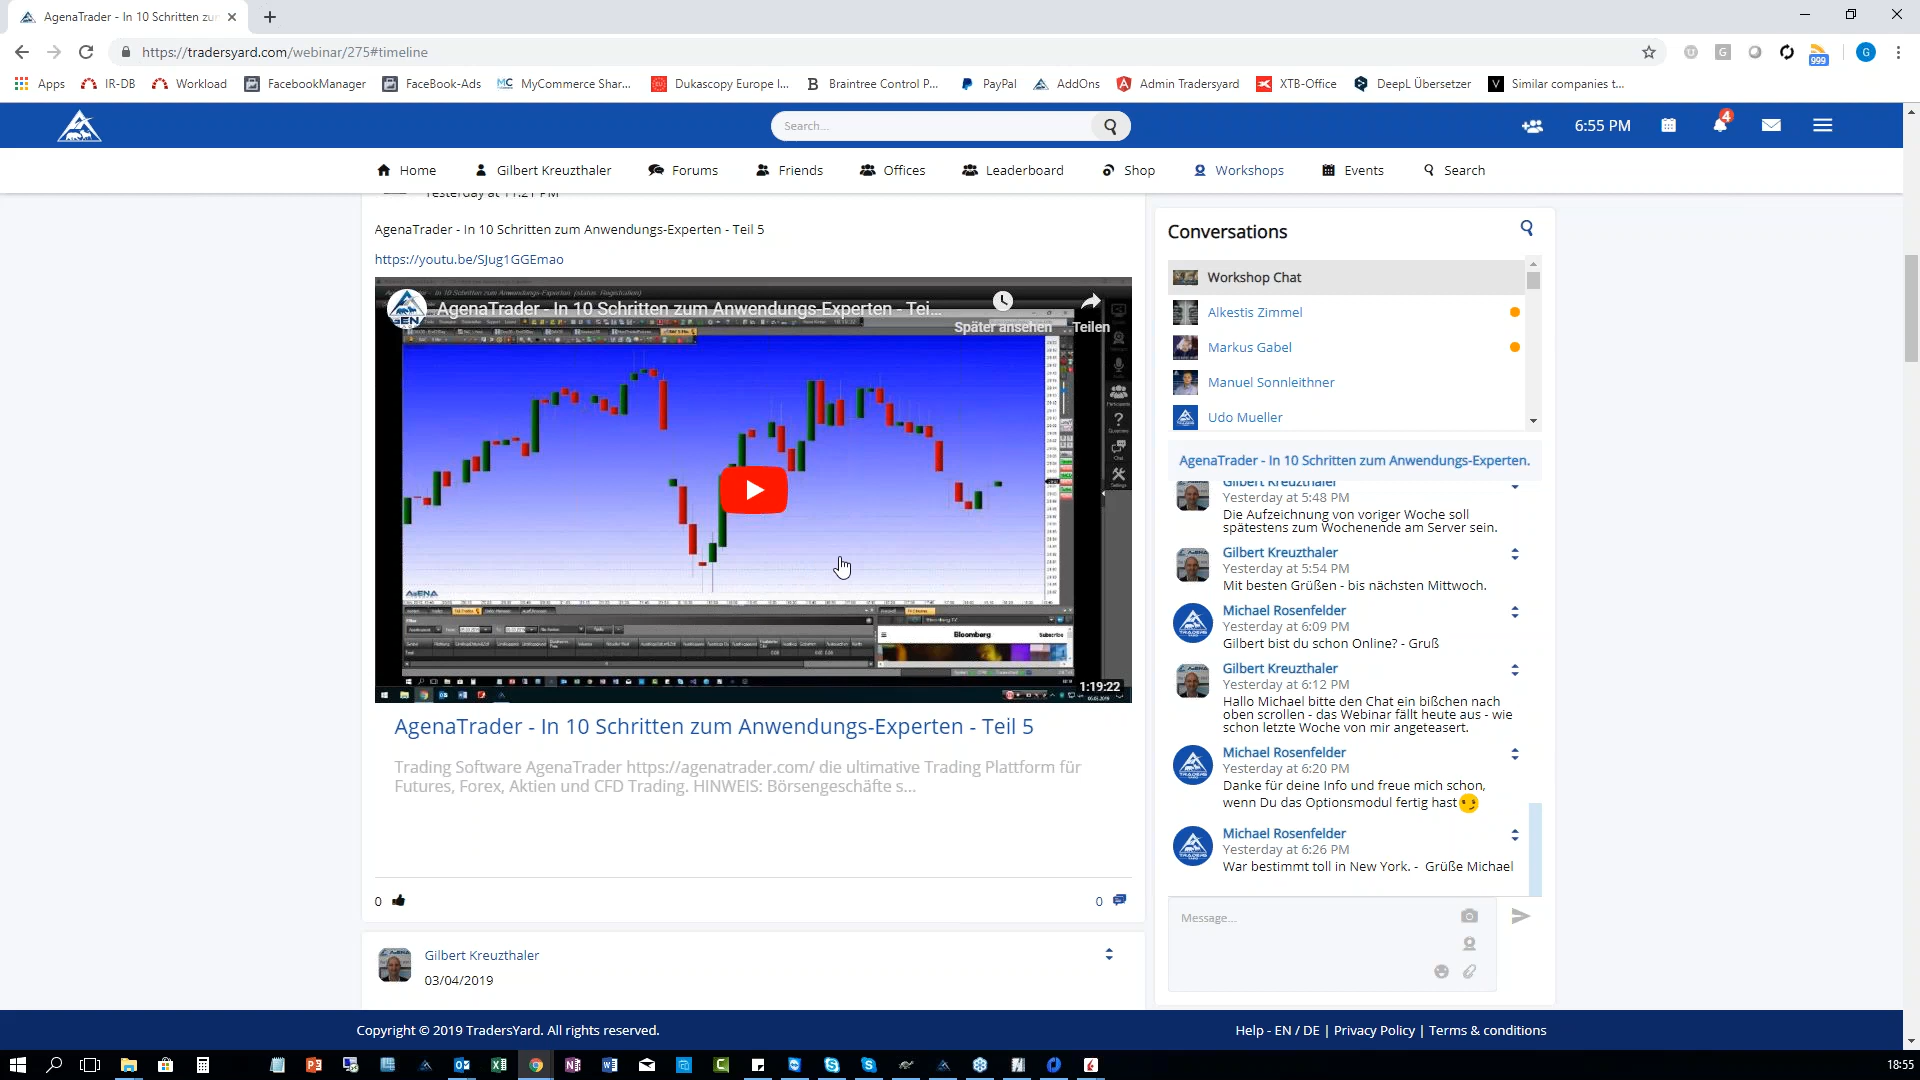 AgenaTrader - In 10 Schritten zur
https://tradersyard.com/webinar/275#timeline
Apps IR-DB Workload FacebookManager FaceBook-Ads MyCommerce Shar... Dukascopy Europe I... Braintree Control P... PayPal AddOns Admin Tradersyard XTB-Office DeepL Übersetzer Similar companies t...
999
G
Search...
6:55 PM
4
Home Gilbert Kreuzthaler Forums Friends Offices Leaderboard Shop Workshops Events Search
Yesterday at 11:21 PM
AgenaTrader - In 10 Schritten zum Anwendungs-Experten - Teil 5
https://youtu.be/SJug1GGEmao
AgenaTrader - In 10 Schritten zum Anwendungs-Experten - Tei...
Später ansehen
Teilen
Bloomberg
Subscribe
AgENA
1:19:22
AgenaTrader - In 10 Schritten zum Anwendungs-Experten - Teil 5
Trading Software AgenaTrader https://agenatrader.com/ die ultimative Trading Plattform für
Futures, Forex, Aktien und CFD Trading. HINWEIS: Börsengeschäfte s...
0
0
Gilbert Kreuzthaler
03/04/2019
Conversations
Workshop Chat
Alkestis Zimmel
Markus Gabel
Manuel Sonnleithner
Udo Mueller
AgenaTrader - In 10 Schritten zum Anwendungs-Experten.
Gilbert Kreuzthaler
Yesterday at 5:48 PM
Die Aufzeichnung von voriger Woche soll
spätestens zum Wochenende am Server sein.
Gilbert Kreuzthaler
Yesterday at 5:54 PM
Mit besten Grüßen - bis nächsten Mittwoch.
Michael Rosenfelder
Yesterday at 6:09 PM
Gilbert bist du schon Online? - Gruß
Gilbert Kreuzthaler
Yesterday at 6:12 PM
Hallo Michael bitte den Chat ein bißchen nach
oben scrollen - das Webinar fällt heute aus - wie
schon letzte Woche von mir angeteasert.
Michael Rosenfelder
Yesterday at 6:20 PM
Danke für deine Info und freue mich schon,
wenn Du das Optionsmodul fertig hast
Michael Rosenfelder
Yesterday at 6:26 PM
War bestimmt toll in New York. - Grüße Michael
Message...
Copyright © 2019 TradersYard. All rights reserved.
Help - EN / DE | Privacy Policy | Terms & conditions
18:55